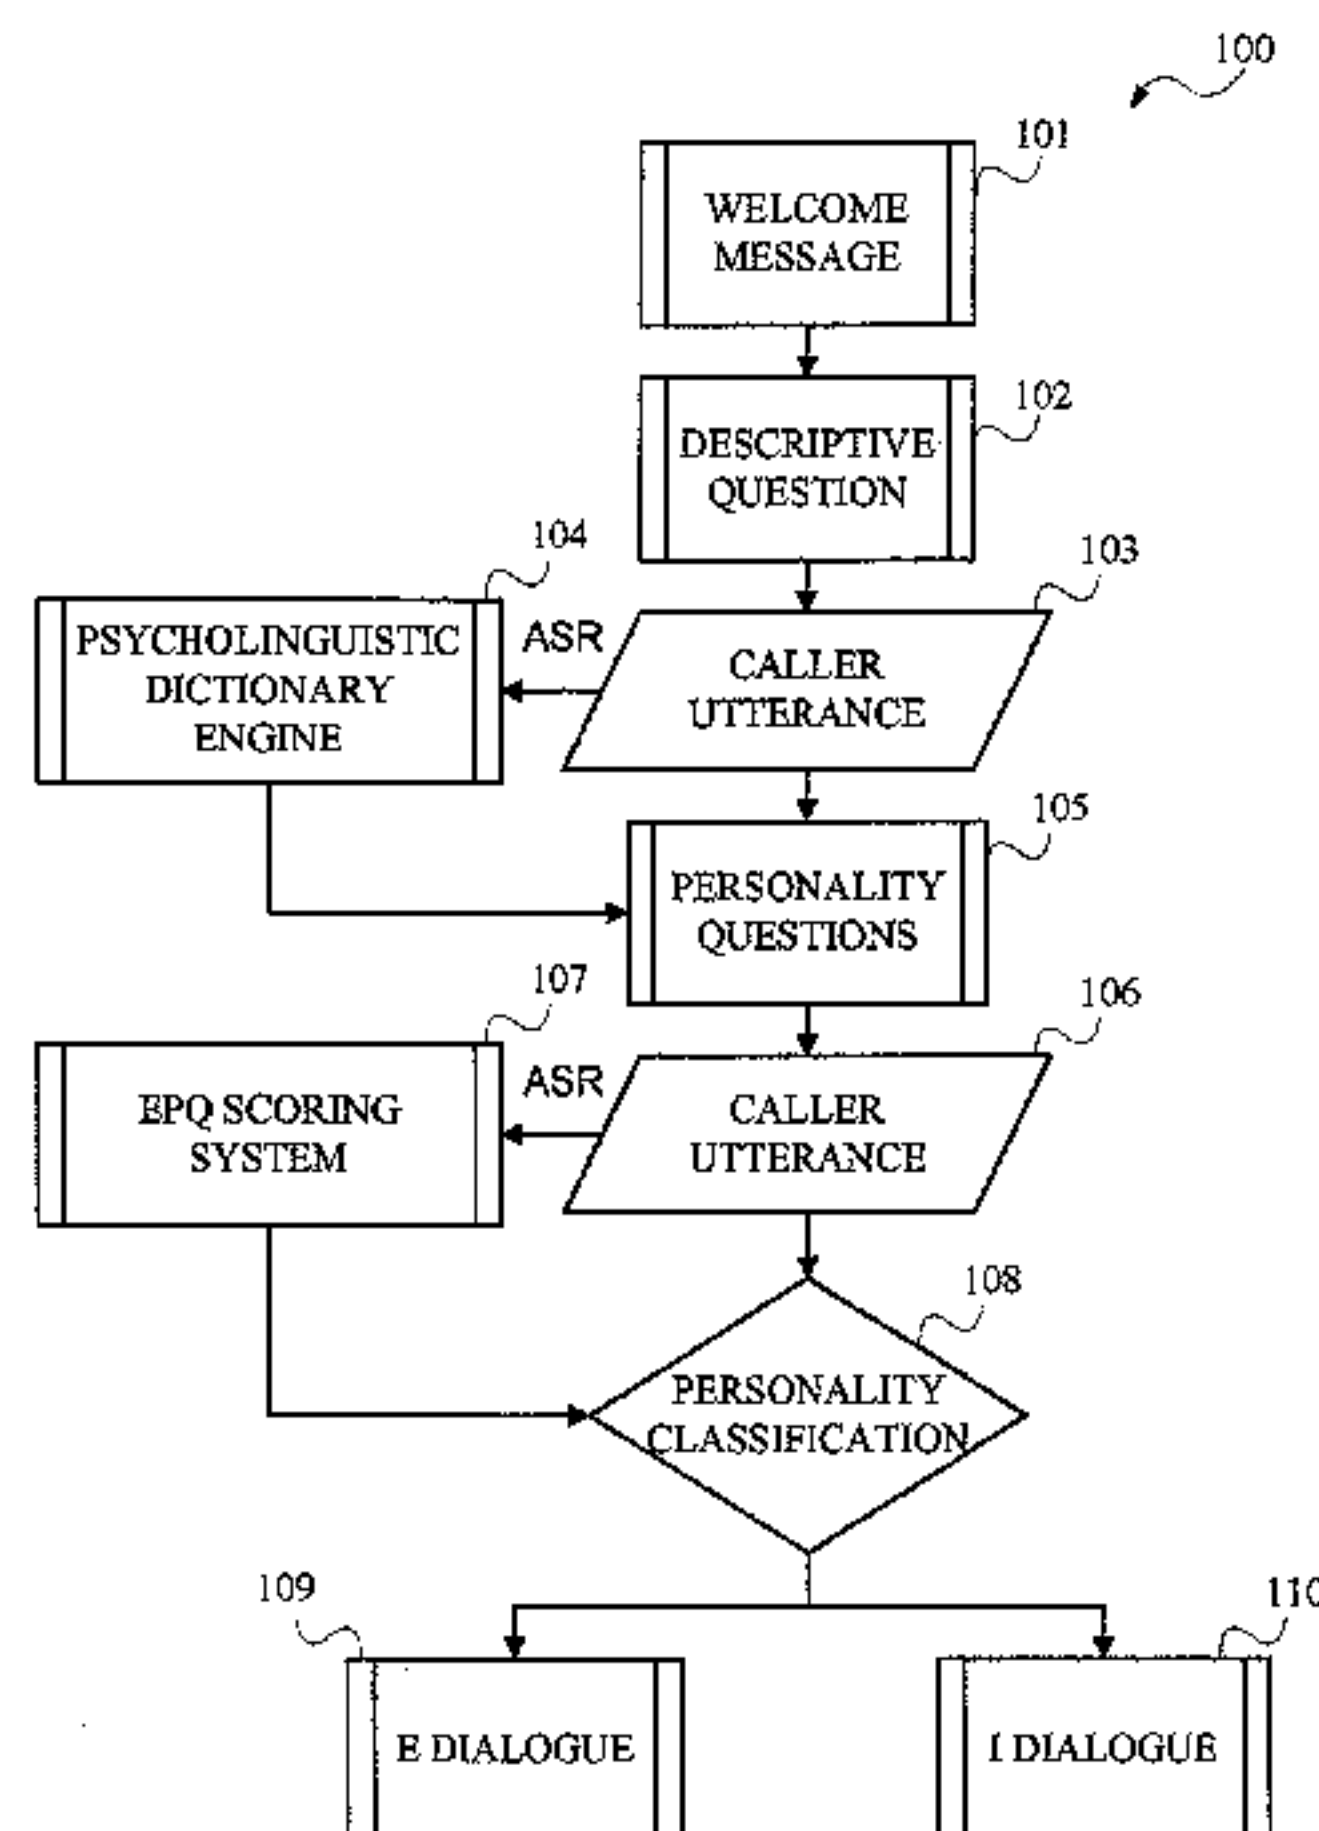 100
101
WELCOME
MESSAGE
102
DESCRIPTIVE
QUESTION
104
103
PSYCHOLINGUISTIC
DICTIONARY
ENGINE
ASR
CALLER
UTTERANCE
105
PERSONALITY
QUESTIONS
107
106
EPQ SCORING
SYSTEM
ASR
CALLER
UTTERANCE
108
PERSONALITY
CLASSIFICATION
109
110
E DIALOGUE
I DIALOGUE